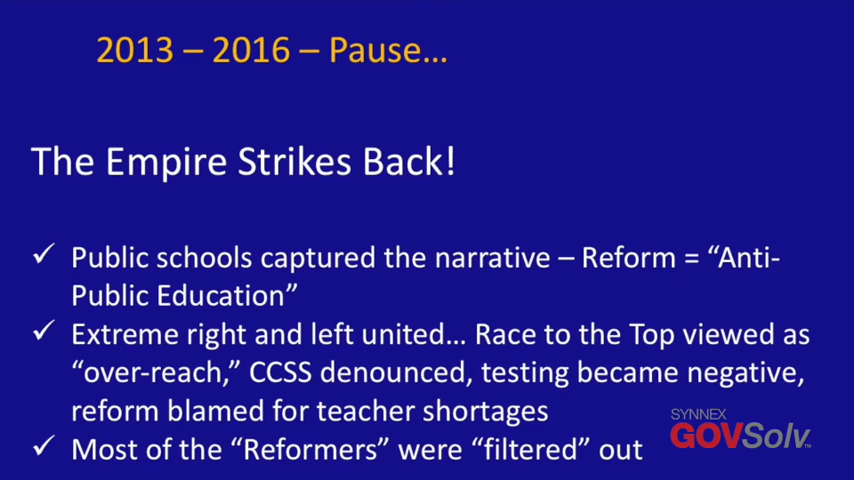 2013 – 2016 – Pause...
The Empire Strikes Back!
✓ Public schools captured the narrative – Reform = “Anti-
Public Education”
✓ Extreme right and left united... Race to the Top viewed as
“over-reach,” CCSS denounced, testing became negative,
reform blamed for teacher shortages
✓ Most of the “Reformers” were “filtered” out
SYNNEX
GOVSolv™